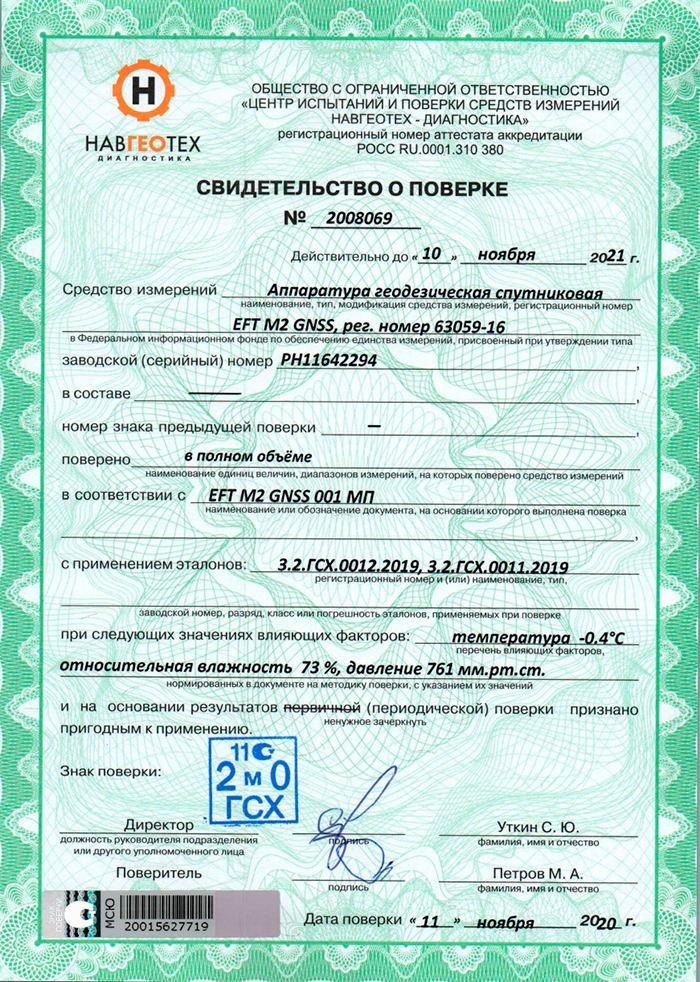 Н
НАВГЕОТЕХ
ДИАГНОСТИКА
ОБЩЕСТВО С ОГРАНИЧЕННОЙ ОТВЕТСТВЕННОСТЬЮ
«ЦЕНТР ИСПЫТАНИЙ И ПОВЕРКИ СРЕДСТВ ИЗМЕРЕНИЙ
НАВГЕОТЕХ - ДИАГНОСТИКА»
регистрационный номер аттестата аккредитации
РОСС RU.0001.310 380
СВИДЕТЕЛЬСТВО О ПОВЕРКЕ
№ 2008069
Действительно до « 10 » ноября 2021 г.
Средство измерений Аппаратура геодезическая спутниковая
наименование, тип, модификация средства измерений, регистрационный номер
EFT M2 GNSS, рег. номер 63059-16
в Федеральном информационном фонде по обеспечению единства измерений, присвоенный при утверждении типа
заводской (серийный) номер PH11642294 ,
в составе ——— ,
номер знака предыдущей поверки — ,
поверено в полном объёме
наименование единиц величин, диапазонов измерений, на которых поверено средство измерений
в соответствии с EFT M2 GNSS 001 МП
наименование или обозначение документа, на основании которого выполнена поверка
,
с применением эталонов: 3.2.ГСХ.0012.2019, 3.2.ГСХ.0011.2019
регистрационный номер и (или) наименование, тип,
заводской номер, разряд, класс или погрешность эталонов, применяемых при поверке
при следующих значениях влияющих факторов: температура -0.4°С
перечень влияющих факторов,
относительная влажность 73 %, давление 761 мм.рт.ст.
нормированных в документе на методику поверки, с указанием их значений
и на основании результатов первичной (периодической) поверки признано
ненужное зачеркнуть
пригодным к применению.
Знак поверки:
11
2 м 0
ГСХ
Директор Уткин С. Ю.
должность руководителя подразделения подпись фамилия, имя и отчество
или другого уполномоченного лица
Поверитель Петров М. А.
подпись фамилия, имя и отчество
МСЮ
20015627719
Дата поверки « 11 » ноября 2020 г.